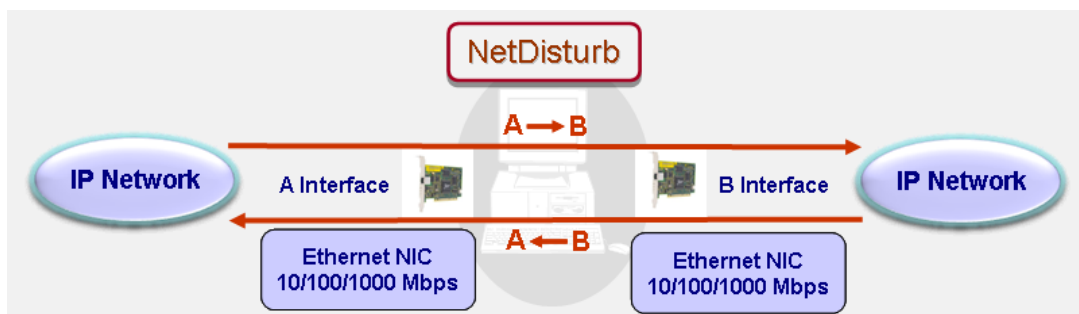 NetDisturb
A → B
IP Network
A Interface
B Interface
IP Network
A ← B
Ethernet NIC
10/100/1000 Mbps
Ethernet NIC
10/100/1000 Mbps